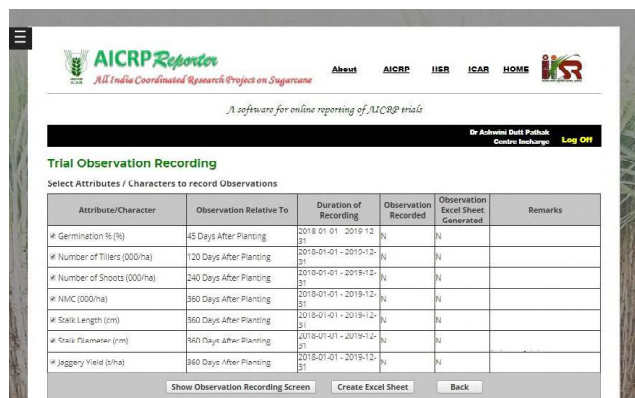 ☰
AICRP Reporter
All India Coordinated Research Project on Sugarcane
About AICRP IISR ICAR HOME
ICAR
IISR
A software for online reporting of AICRP trials
Dr Ashwini Dutt Pathak
Centre Incharge Log Off
Trial Observation Recording
Select Attributes / Characters to record Observations
Attribute/Character Observation Relative To Duration of Recording Observation Recorded Observation Excel Sheet Generated Remarks
Germination % (%) 45 Days After Planting 2018-01-01 - 2019-12-31 N N
Number of Tillers (000/ha) 120 Days After Planting 2018-01-01 - 2019-12-31 N N
Number of Shoots (000/ha) 240 Days After Planting 2018-01-01 - 2019-12-31 N N
NMC (000/ha) 360 Days After Planting 2018-01-01 - 2019-12-31 N N
Stalk Length (cm) 360 Days After Planting 2018-01-01 - 2019-12-31 N N
Stalk Diameter (cm) 360 Days After Planting 2018-01-01 - 2019-12-31 N N
Jaggery Yield (t/ha) 360 Days After Planting 2018-01-01 - 2019-12-31 N N
Show Observation Recording Screen Create Excel Sheet Back